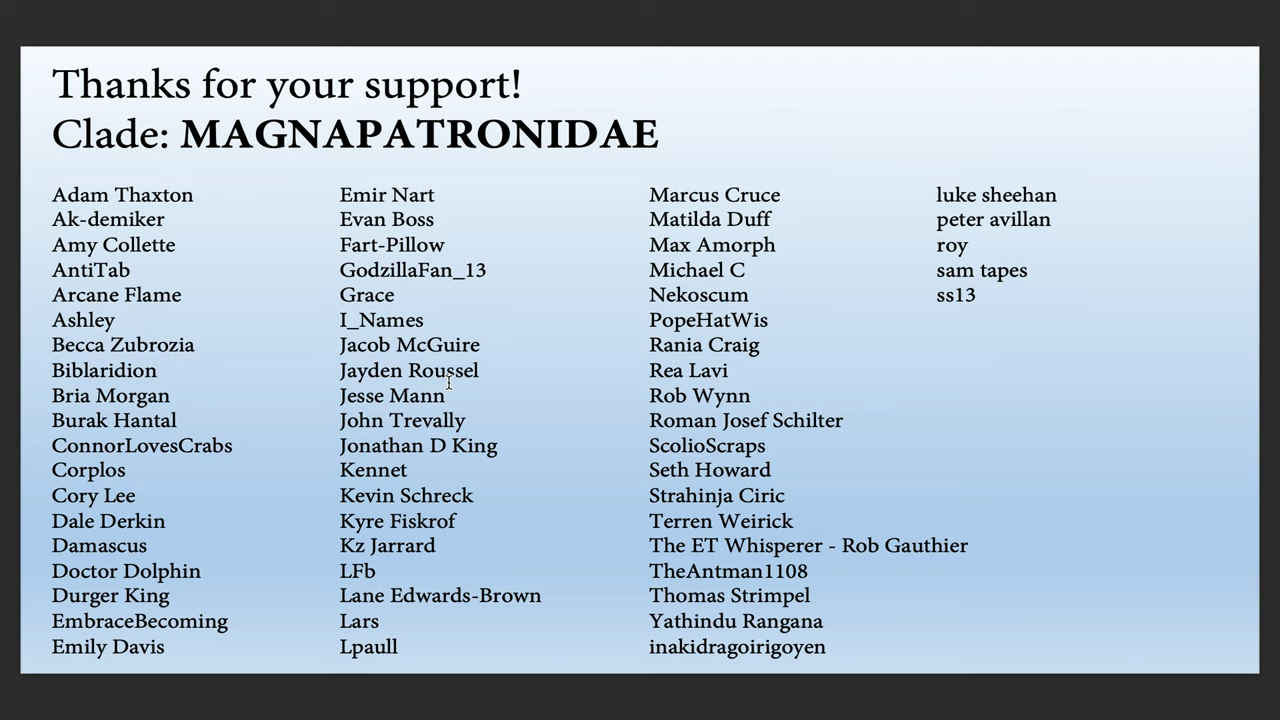 Thanks for your support!
Clade: MAGNAPATRONIDAE
Adam Thaxton
Ak-demiker
Amy Collette
AntiTab
Arcane Flame
Ashley
Becca Zubrozia
Biblaridion
Bria Morgan
Burak Hantal
ConnorLovesCrabs
Corplos
Cory Lee
Dale Derkin
Damascus
Doctor Dolphin
Durger King
EmbraceBecoming
Emily Davis
Emir Nart
Evan Boss
Fart-Pillow
GodzillaFan_13
Grace
I_Names
Jacob McGuire
Jayden Roussel
Jesse Mann
John Trevally
Jonathan D King
Kennet
Kevin Schreck
Kyre Fiskrof
Kz Jarrard
LFb
Lane Edwards-Brown
Lars
Lpaull
Marcus Cruce
Matilda Duff
Max Amorph
Michael C
Nekoscum
PopeHatWis
Rania Craig
Rea Lavi
Rob Wynn
Roman Josef Schilter
ScolioScraps
Seth Howard
Strahinja Ciric
Terren Weirick
The ET Whisperer - Rob Gauthier
TheAntman1108
Thomas Strimpel
Yathindu Rangana
inakidragoirigoyen
luke sheehan
peter avillan
roy
sam tapes
ss13